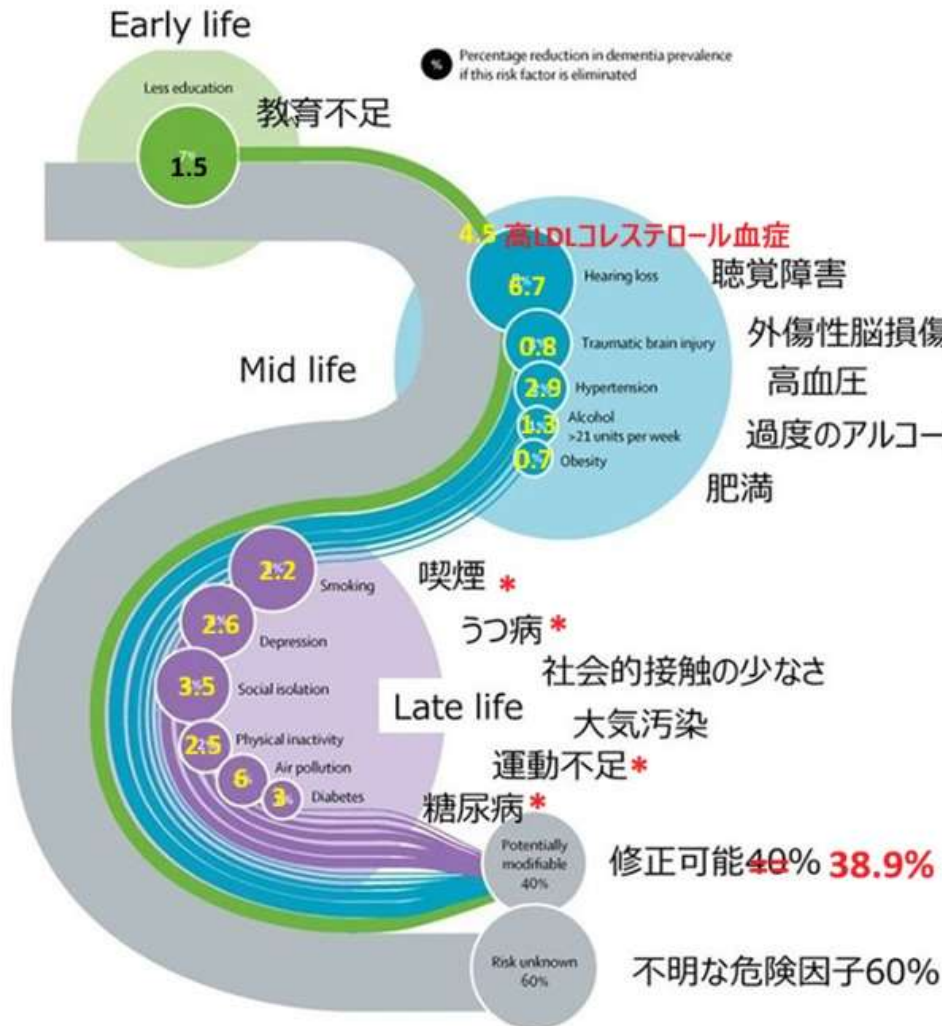 Early life
% Percentage reduction in dementia prevalence
if this risk factor is eliminated
Less education
教育不足
1.5
4.5 高LDLコレステロール血症
6.7 Hearing loss 聴覚障害
0.8 Traumatic brain injury 外傷性脳損傷
Mid life
2.9 Hypertension 高血圧
1.3 Alcohol
>21 units per week 過度のアルコー
0.7 Obesity
肥満
2.2 Smoking 喫煙 *
2.6 Depression うつ病 *
3.5 Social isolation 社会的接触の少なさ
Late life
2.5 Physical inactivity 大気汚染
6 Air pollution 運動不足 *
3 Diabetes 糖尿病 *
Potentially
modifiable
40%
修正可能40% 38.9%
Risk unknown
60%
不明な危険因子60%